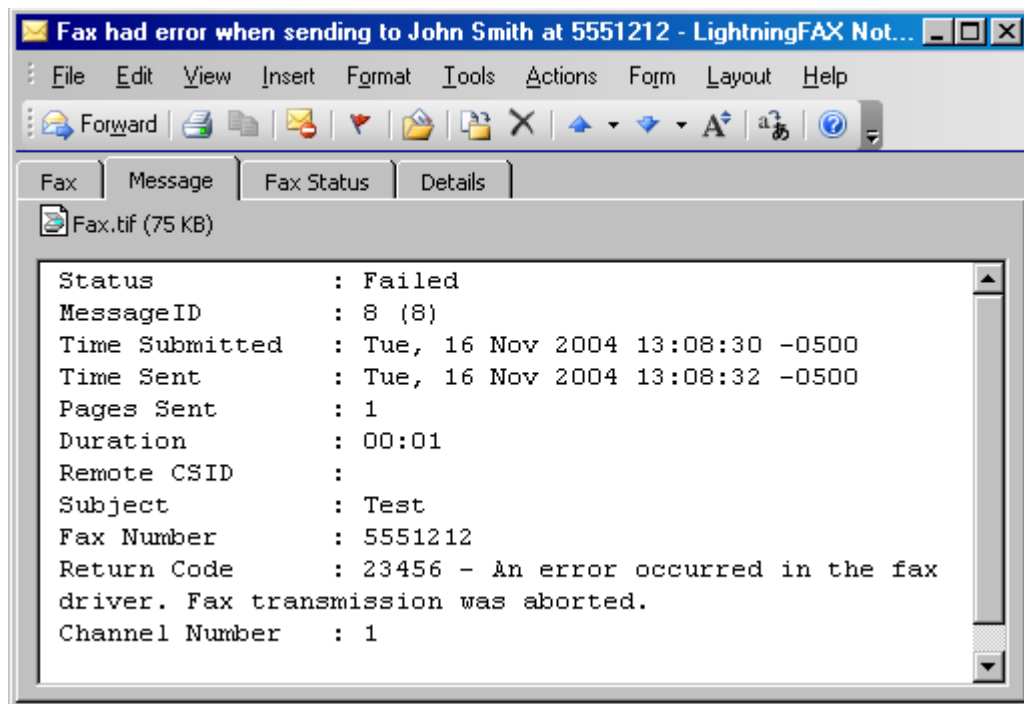 Fax had error when sending to John Smith at 5551212 - LightningFAX Not...
File Edit View Insert Format Tools Actions Form Layout Help
Forward
Fax Message Fax Status Details
Fax.tif (75 KB)
Status : Failed
MessageID : 8 (8)
Time Submitted : Tue, 16 Nov 2004 13:08:30 -0500
Time Sent : Tue, 16 Nov 2004 13:08:32 -0500
Pages Sent : 1
Duration : 00:01
Remote CSID :
Subject : Test
Fax Number : 5551212
Return Code : 23456 - An error occurred in the fax
driver. Fax transmission was aborted.
Channel Number : 1